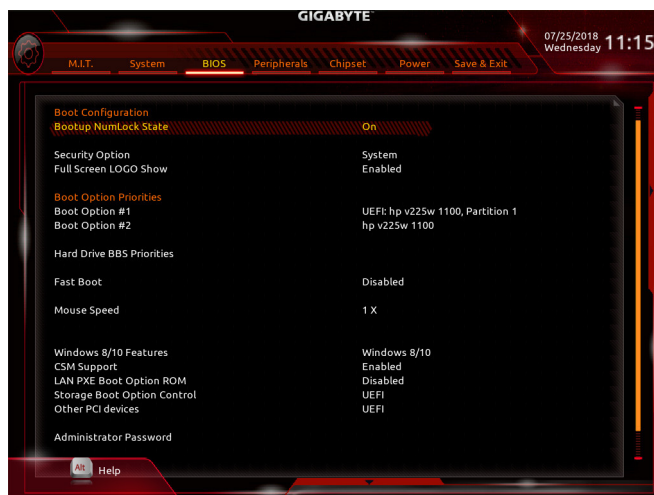 GIGABYTE™
07/25/2018
Wednesday 11:15
M.I.T. System BIOS Peripherals Chipset Power Save & Exit
Boot Configuration
Bootup NumLock State On
Security Option System
Full Screen LOGO Show Enabled
Boot Option Priorities
Boot Option #1 UEFI: hp v225w 1100, Partition 1
Boot Option #2 hp v225w 1100
Hard Drive BBS Priorities
Fast Boot Disabled
Mouse Speed 1 X
Windows 8/10 Features Windows 8/10
CSM Support Enabled
LAN PXE Boot Option ROM Disabled
Storage Boot Option Control UEFI
Other PCI devices UEFI
Administrator Password
Alt Help